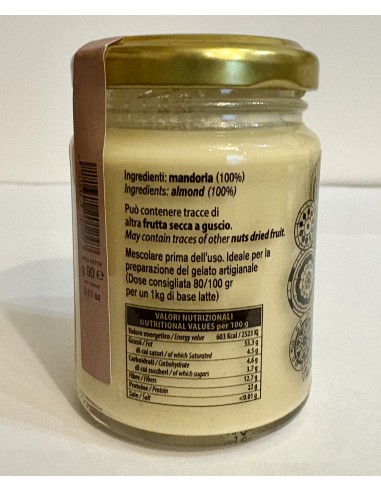 Ingredienti: mandorla (100%)
Ingredients: almond (100%)
Può contenere tracce di
altra frutta secca a guscio.
May contain traces of other nuts dried fruit.
Mescolare prima dell'uso. Ideale per la
preparazione del gelato artigianale
(Dose consigliata 80/100 gr
per un 1kg di base latte)
VALORI NUTRIZIONALI
NUTRITIONAL VALUES per 100 g
Valore energetico / Energy value 603 Kcal / 2523 Kj
Grassi / Fat 55.3 g
di cui saturi / of which Saturated 4.5 g
Carboidrati / Carbohydrate 4.6 g
di cui zuccheri / of which sugars 3.7 g
Fibre / Fibers 12.7 g
Proteine / Protein 22 g
Sale / Salt <0.01 g
90 e